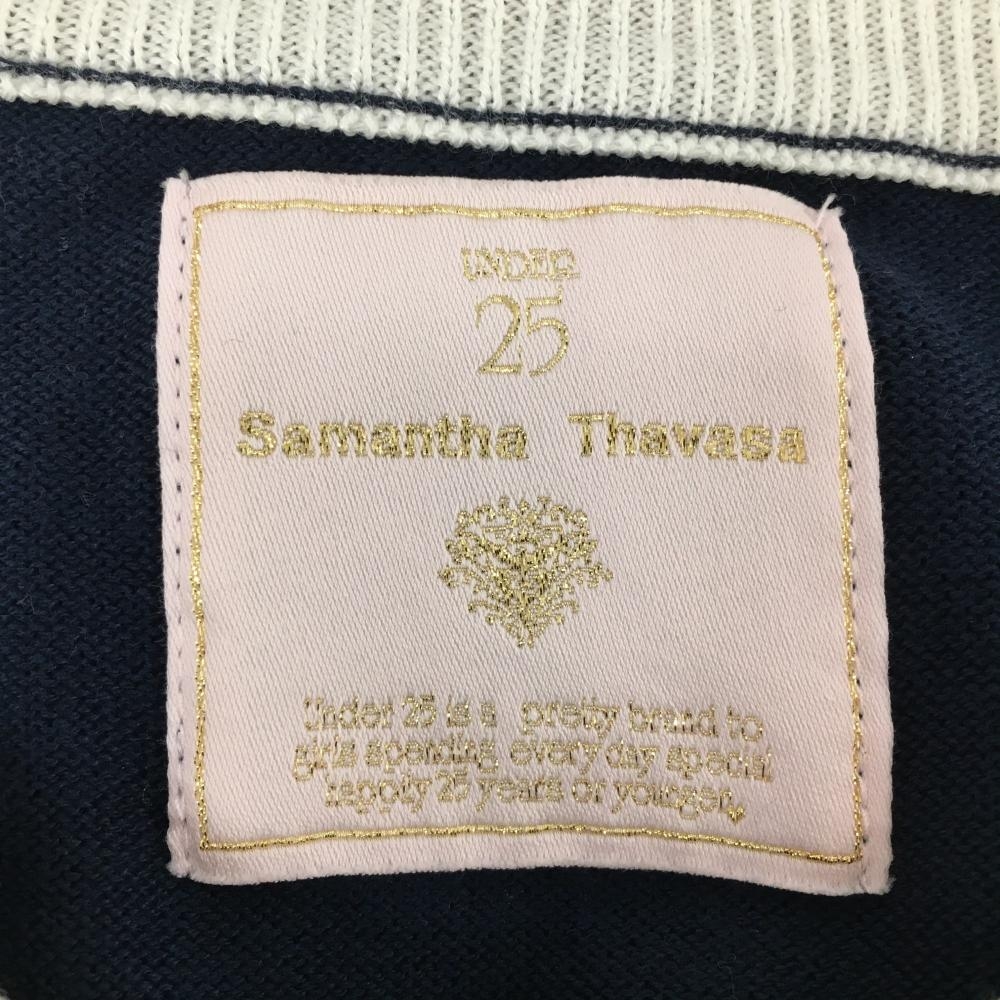 UNDER
25
Samantha Thavasa
Under 25 is a pretty brand to
girls spending every day special
happily 25 years or younger.